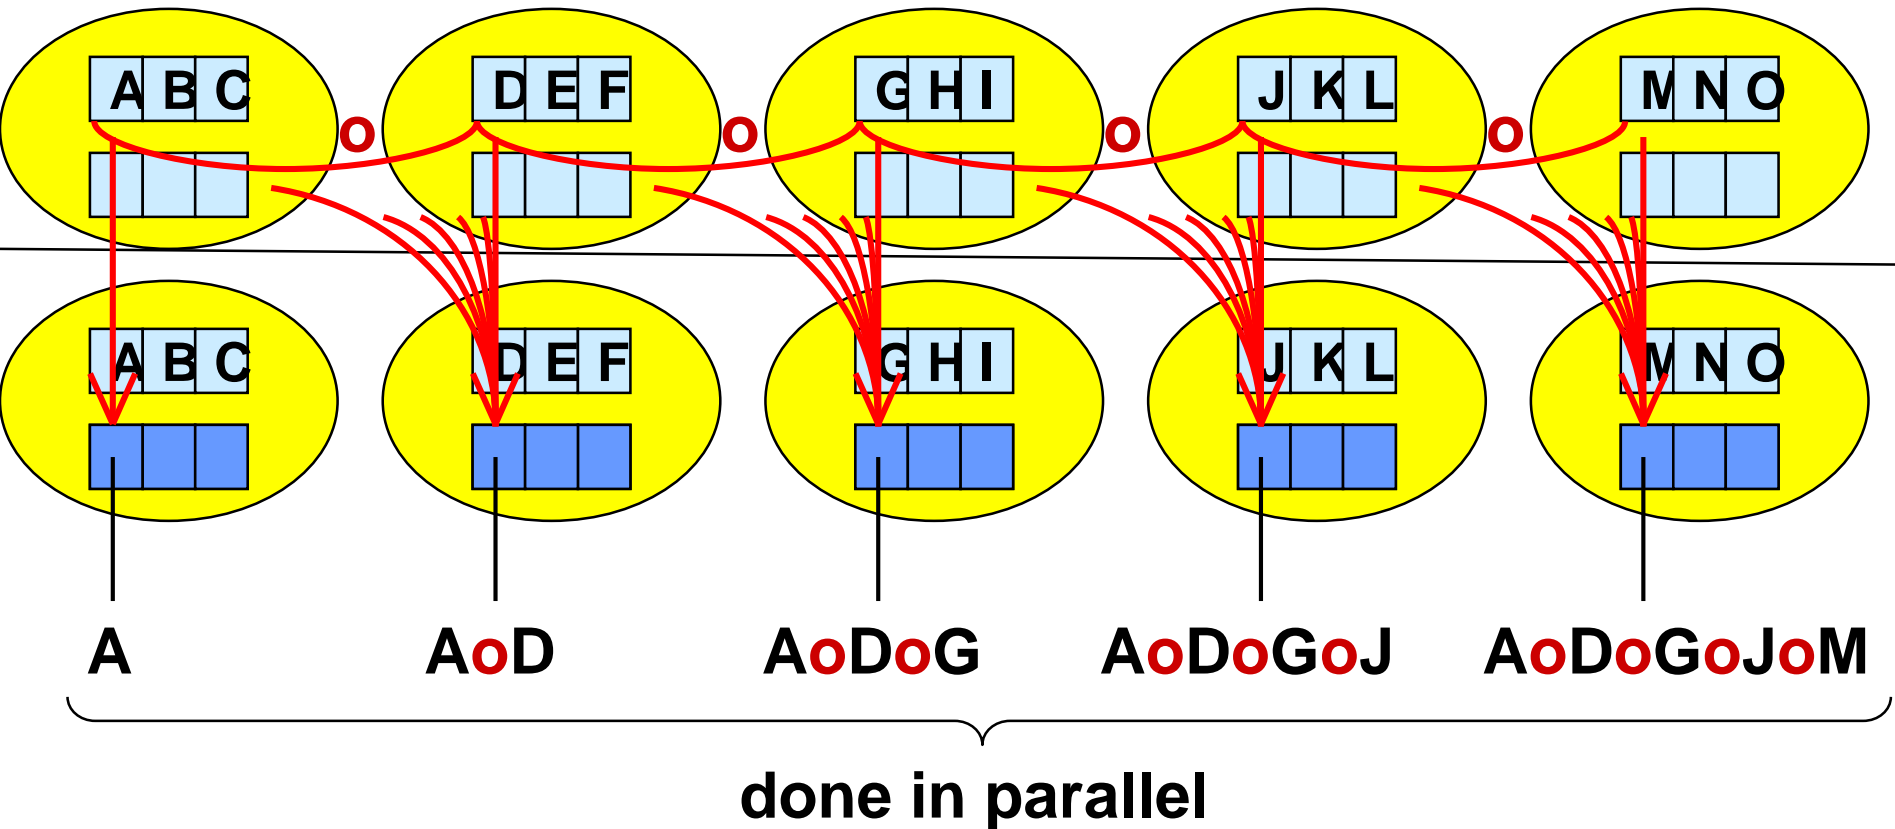 A B C D E F G H I J K L M N O
o o o o
A B C D E F G H I J K L M N O
A AoD AoDoG AoDoGoJ AoDoGoJoM
done in parallel